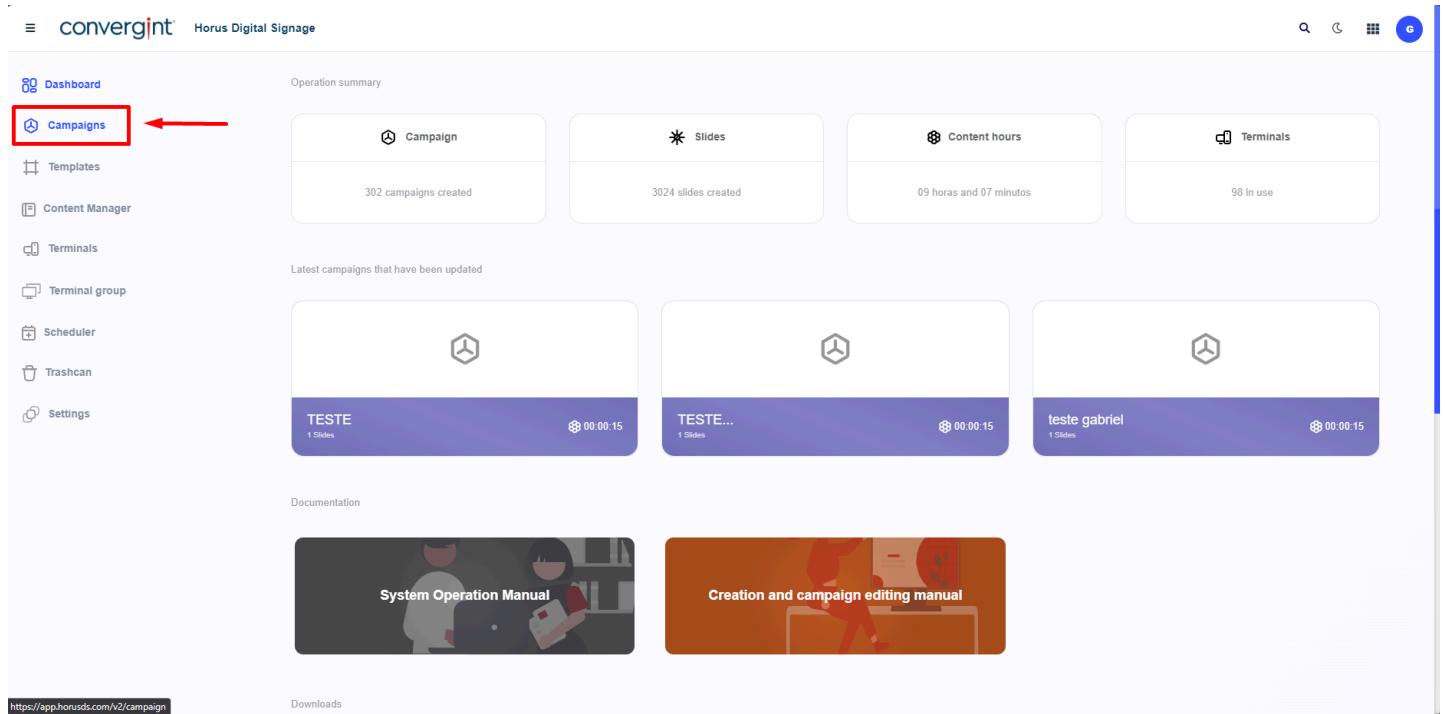 convergint Horus Digital Signage
G
Dashboard
Campaigns
Templates
Content Manager
Terminals
Terminal group
Scheduler
Trashcan
Settings
Operation summary
Campaign
302 campaigns created
Slides
3024 slides created
Content hours
09 horas and 07 minutos
Terminals
98 in use
Latest campaigns that have been updated
TESTE
1 Slides
00:00:15
TESTE...
1 Slides
00:00:15
teste gabriel
1 Slides
00:00:15
Documentation
System Operation Manual
Creation and campaign editing manual
Downloads
https://app.horusds.com/v2/campaign